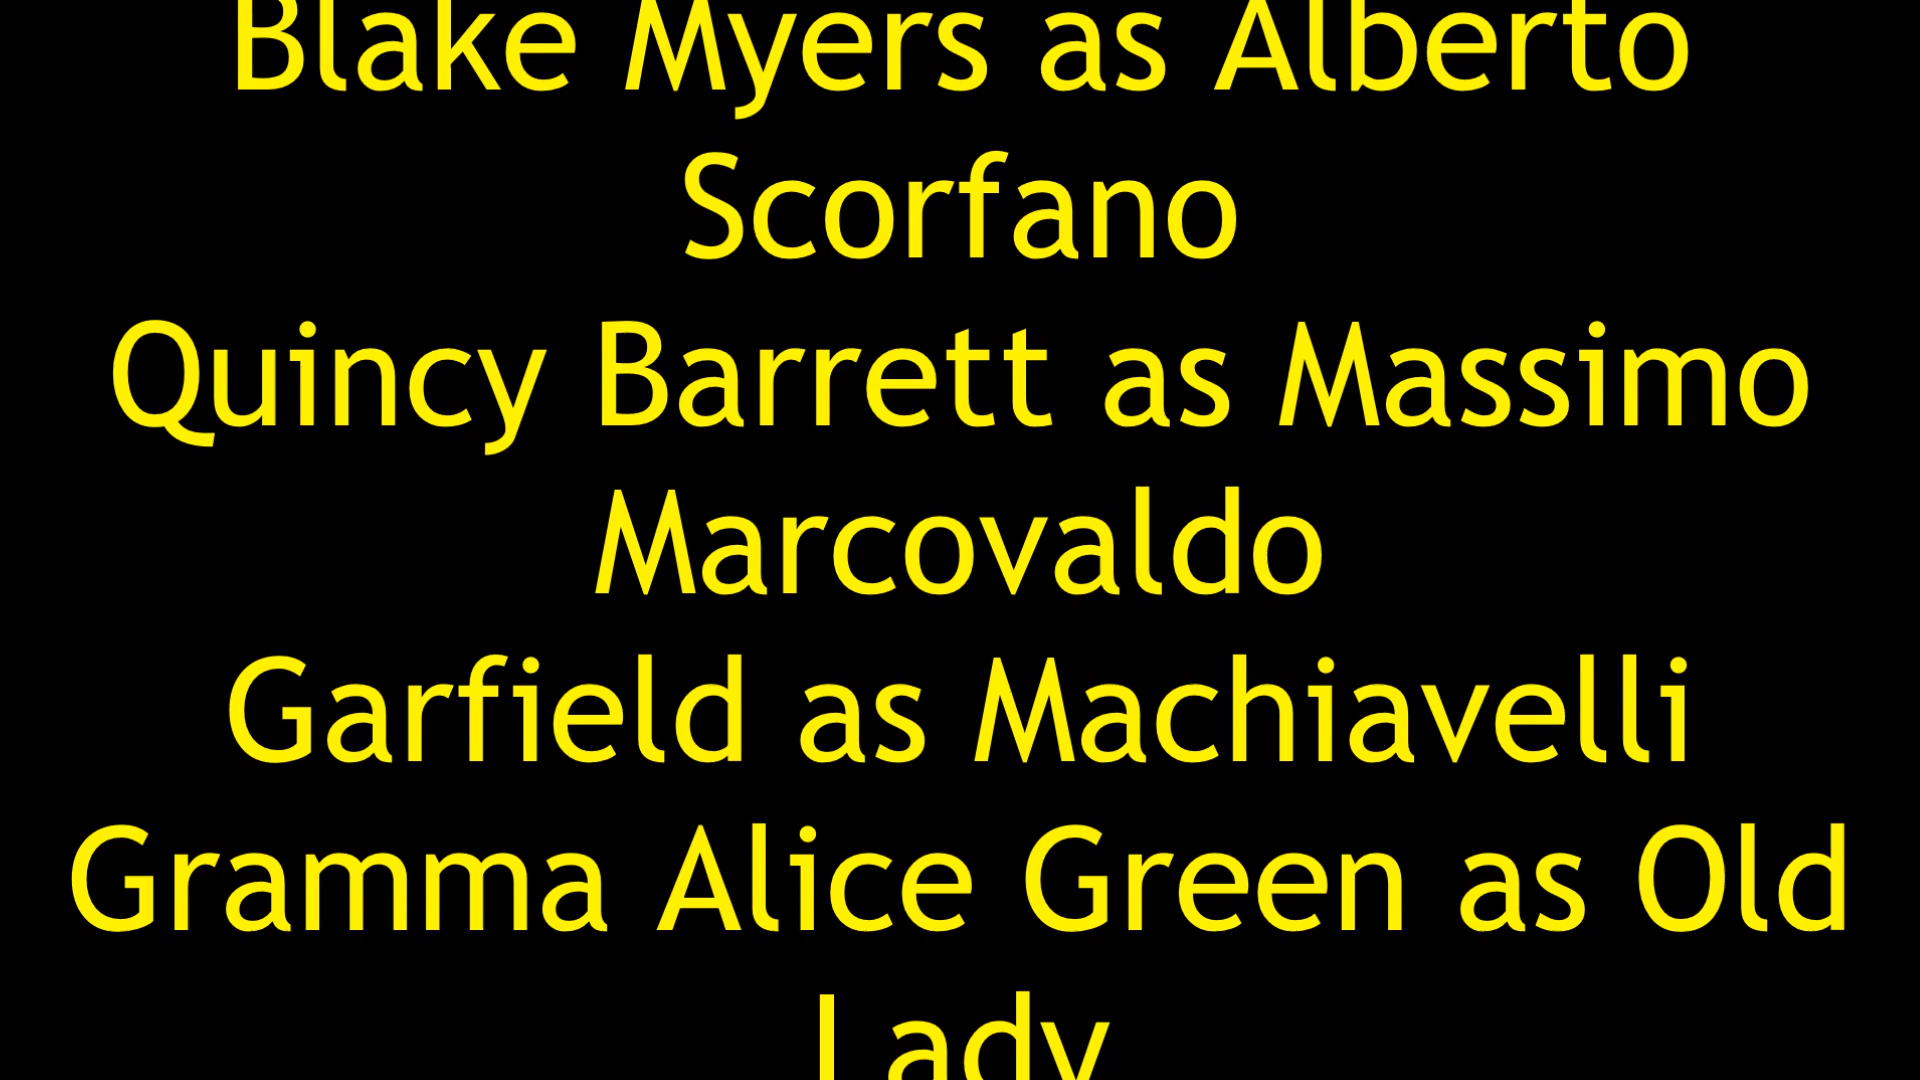 Blake Myers as Alberto
Scorfano
Quincy Barrett as Massimo
Marcovaldo
Garfield as Machiavelli
Gramma Alice Green as Old
Lady